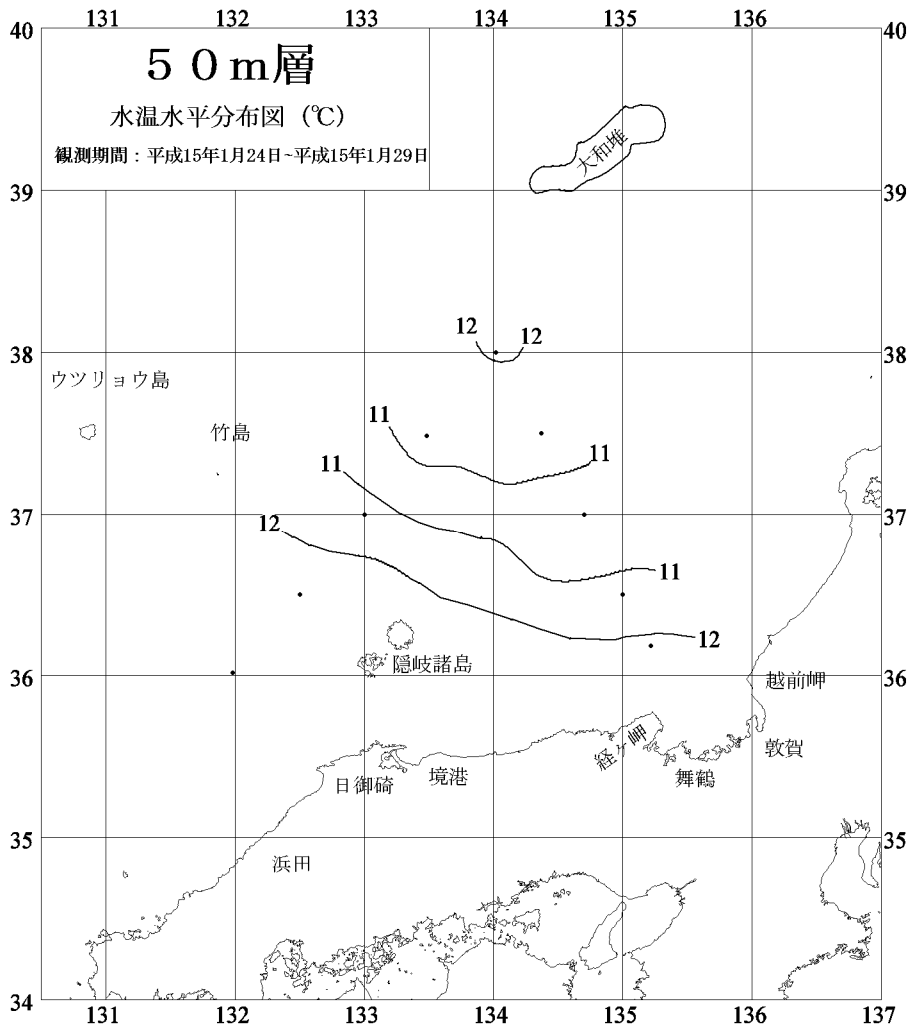 131 132 133 134 135 136
40 40
50m層
水温水平分布図 (℃)
観測期間：平成15年1月24日~平成15年1月29日
大和堆
39 39
12 12
38 38
ウツリョウ島
11
竹島
11
11
37 37
12
11
12
隠岐諸島
36 36
越前岬
経ヶ岬
敦賀
日御碕
境港
舞鶴
35 35
浜田
34
131 132 133 134 135 136 137